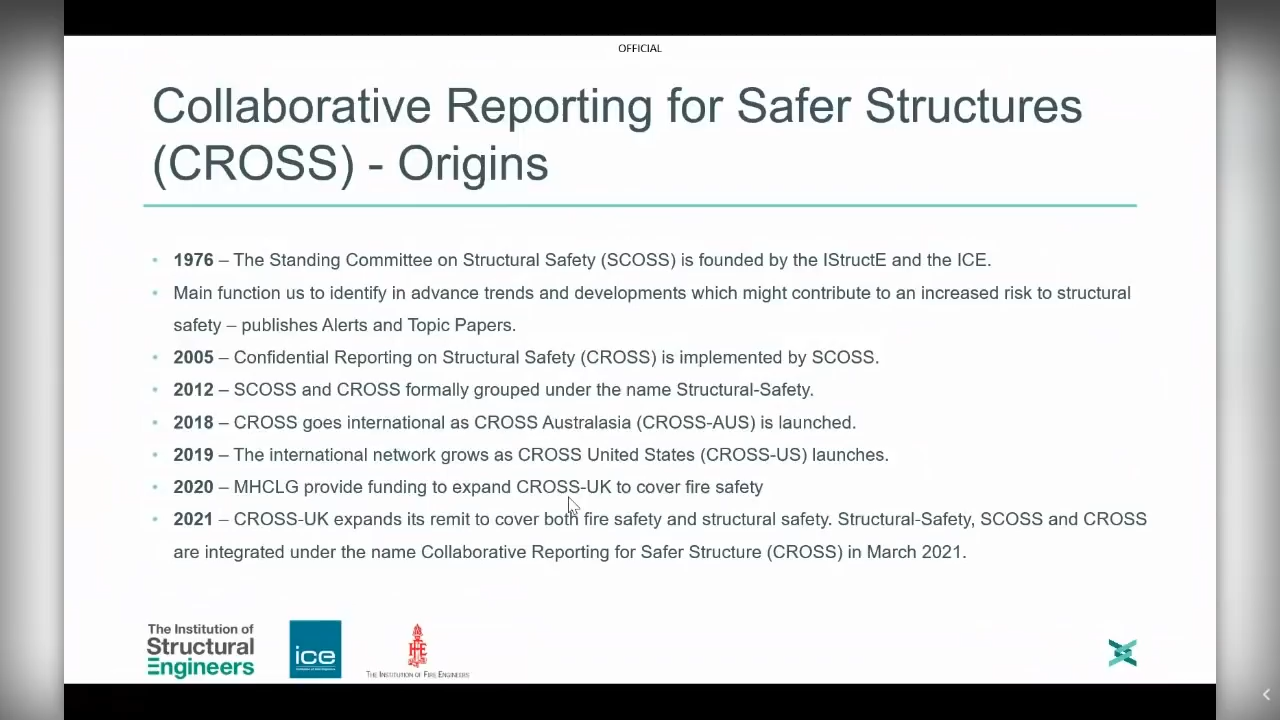 OFFICIAL
Collaborative Reporting for Safer Structures
(CROSS) - Origins
• 1976 – The Standing Committee on Structural Safety (SCOSS) is founded by the IStructE and the ICE.
• Main function us to identify in advance trends and developments which might contribute to an increased risk to structural
safety – publishes Alerts and Topic Papers.
• 2005 – Confidential Reporting on Structural Safety (CROSS) is implemented by SCOSS.
• 2012 – SCOSS and CROSS formally grouped under the name Structural-Safety.
• 2018 – CROSS goes international as CROSS Australasia (CROSS-AUS) is launched.
• 2019 – The international network grows as CROSS United States (CROSS-US) launches.
• 2020 – MHCLG provide funding to expand CROSS-UK to cover fire safety
• 2021 – CROSS-UK expands its remit to cover both fire safety and structural safety. Structural-Safety, SCOSS and CROSS
are integrated under the name Collaborative Reporting for Safer Structure (CROSS) in March 2021.
The Institution of
Structural
Engineers
ice
THE INSTITUTION OF FIRE ENGINEERS